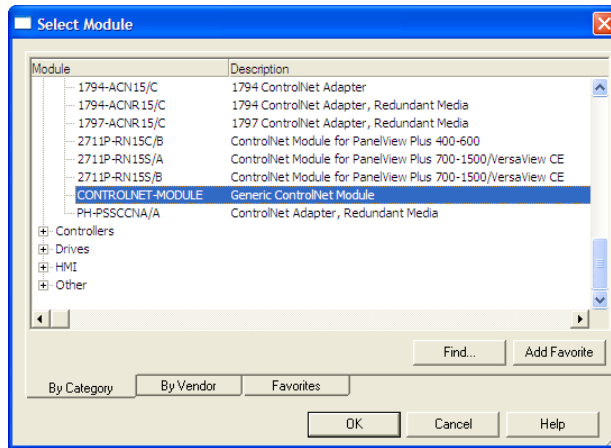 Select Module
Module Description
1794-ACN15/C 1794 ControlNet Adapter
1794-ACNR15/C 1794 ControlNet Adapter, Redundant Media
1797-ACNR15/C 1797 ControlNet Adapter, Redundant Media
2711P-RN15C/B ControlNet Module for PanelView Plus 400-600
2711P-RN15S/A ControlNet Module for PanelView Plus 700-1500/VersaView CE
2711P-RN15S/B ControlNet Module for PanelView Plus 700-1500/VersaView CE
CONTROLNET-MODULE Generic ControlNet Module
PH-PSSCCNA/A ControlNet Adapter, Redundant Media
Controllers
Drives
HMI
Other
Find... Add Favorite
By Category By Vendor Favorites
OK Cancel Help